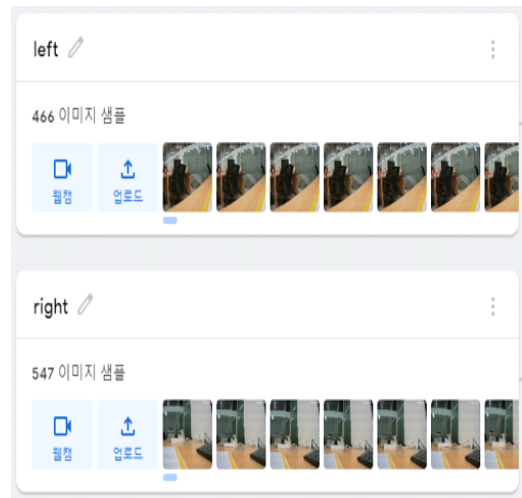 left
466 이미지 샘플
웹캠 업로드
right
547 이미지 샘플
웹캠 업로드